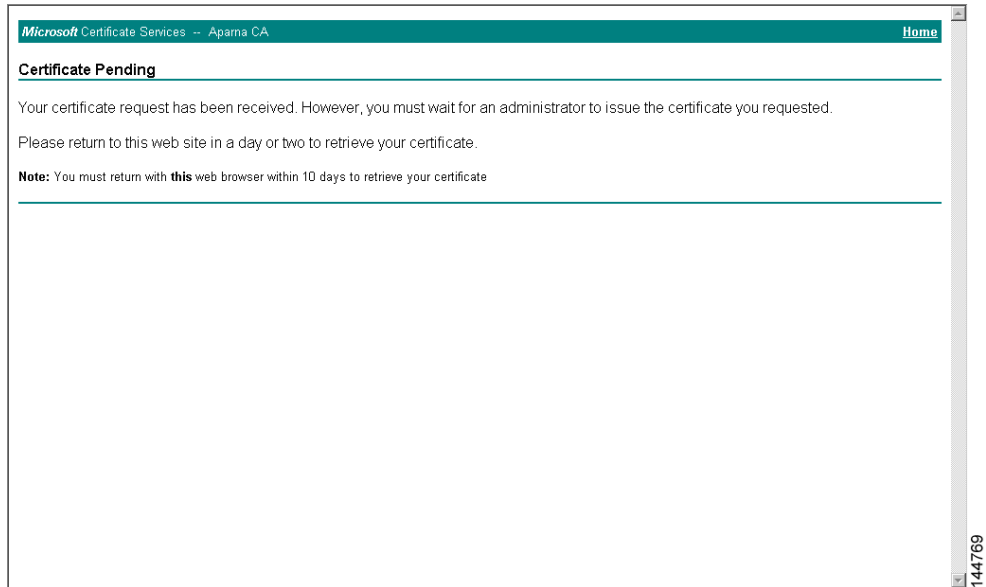 Microsoft Certificate Services -- Aparna CA Home
Certificate Pending
Your certificate request has been received. However, you must wait for an administrator to issue the certificate you requested.
Please return to this web site in a day or two to retrieve your certificate.
Note: You must return with this web browser within 10 days to retrieve your certificate
144769